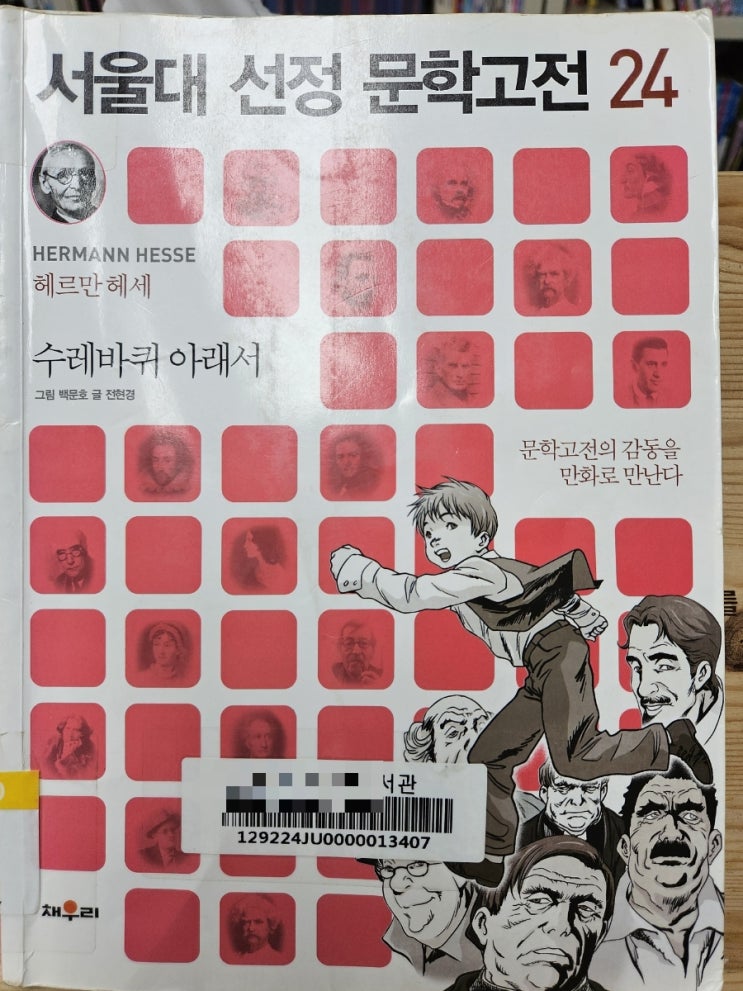 서울대 선정 문학고전 24
HERMANN HESSE
헤르만 헤세
수레바퀴 아래서
그림 백문호 글 전현경
문학고전의 감동을
만화로 만난다
서관
129224JU0000013407
채우리
를